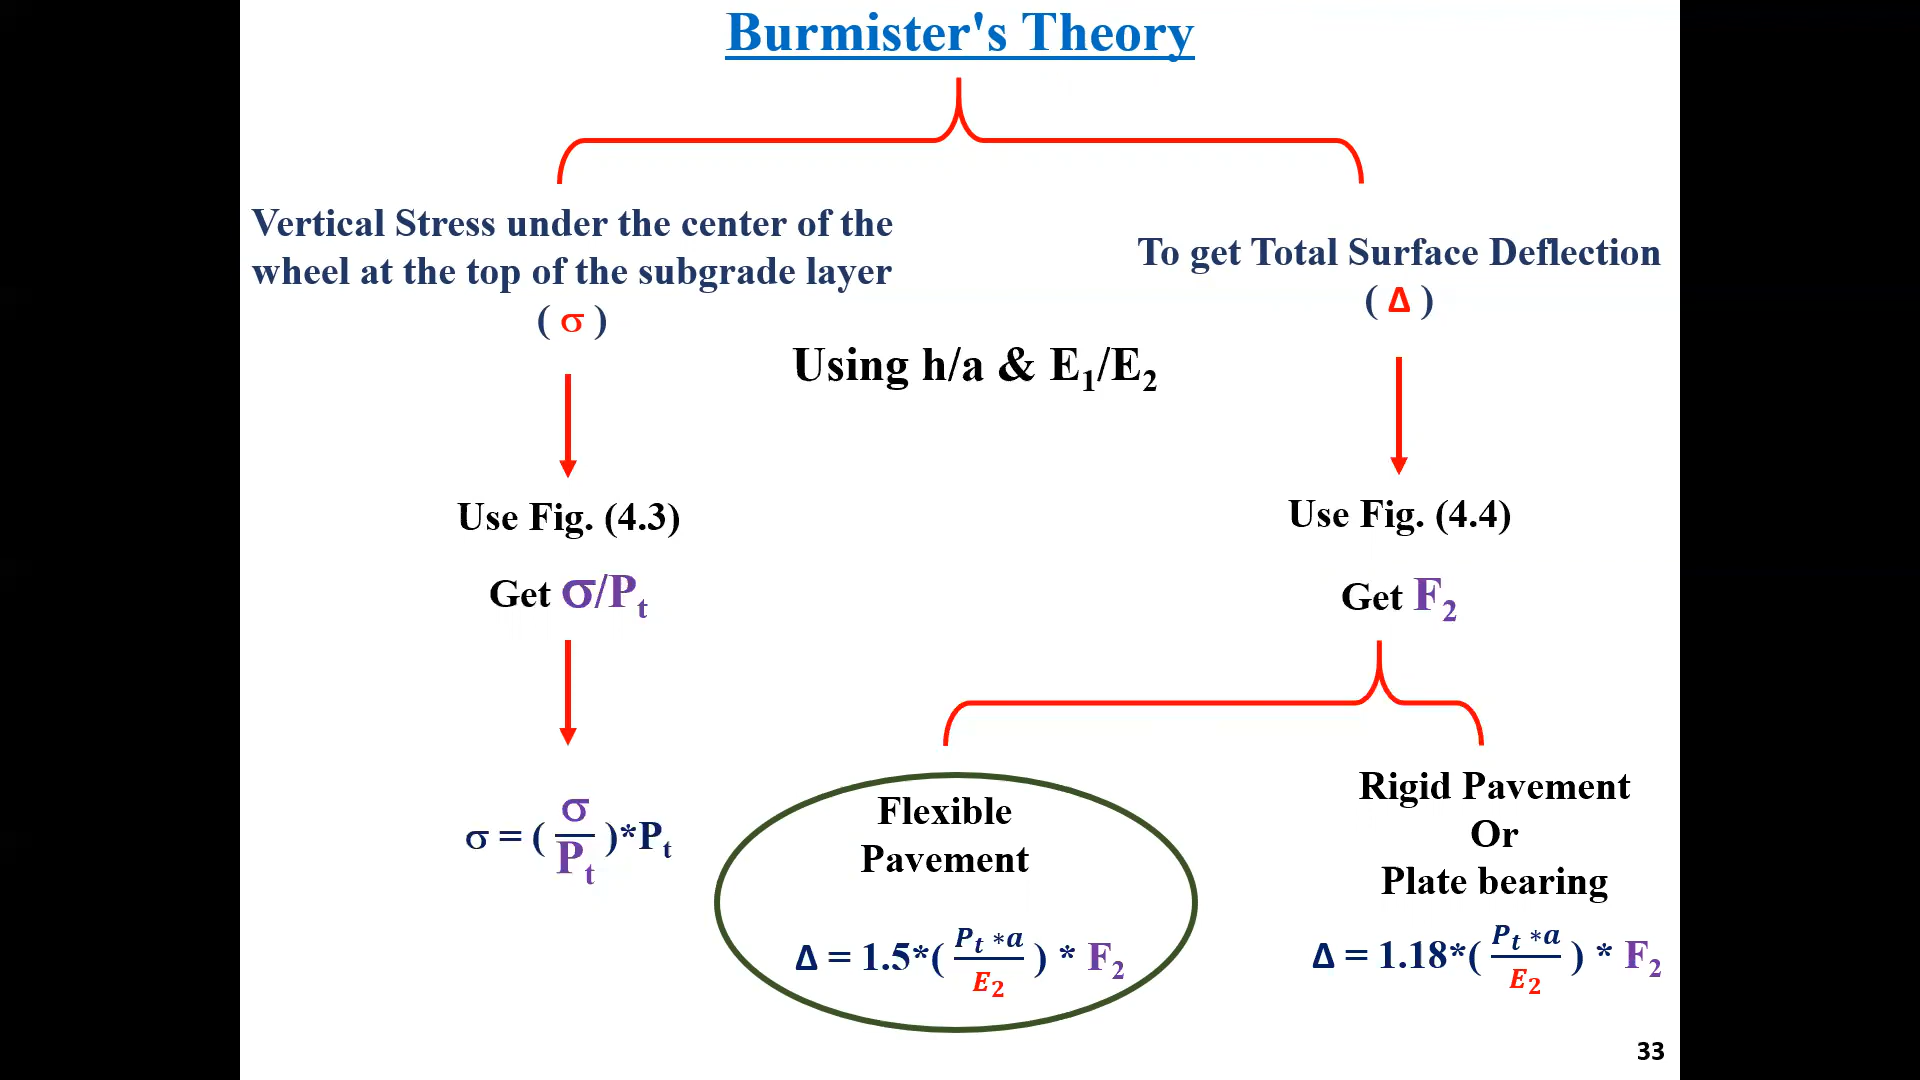 Burmister's Theory
Vertical Stress under the center of the
wheel at the top of the subgrade layer
( σ )
To get Total Surface Deflection
( Δ )
Using h/a & E₁/E₂
Use Fig. (4.3)
Get σ/Pₜ
σ = ( σ/Pₜ )*Pₜ
Use Fig. (4.4)
Get F₂
Flexible
Pavement
Δ = 1.5*( Pₜ *a/E₂ ) * F₂
Rigid Pavement
Or
Plate bearing
Δ = 1.18*( Pₜ *a/E₂ ) * F₂
33